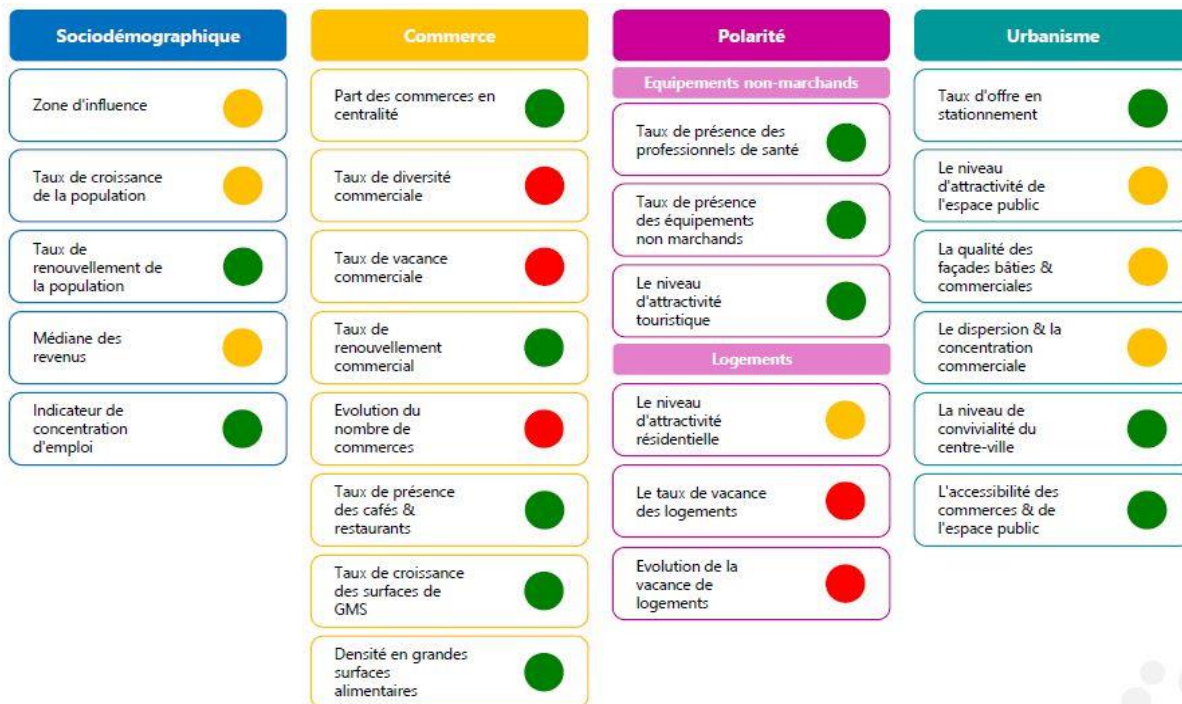 Sociodémographique
Zone d'influence
Taux de croissance
de la population
Taux de
renouvellement de
la population
Médiane des
revenus
Indicateur de
concentration
d'emploi
Commerce
Part des commerces en
centralité
Taux de diversité
commerciale
Taux de vacance
commerciale
Taux de
renouvellement
commercial
Evolution du
nombre de
commerces
Taux de présence
des cafés &
restaurants
Taux de croissance
des surfaces de
GMS
Densité en grandes
surfaces
alimentaires
Polarité
Equipements non-marchands
Taux de présence des
professionnels de santé
Taux de présence
des équipements
non marchands
Le niveau
d'attractivité
touristique
Logements
Le niveau
d'attractivité
résidentielle
Le taux de vacance
des logements
Evolution de la
vacance de
logements
Urbanisme
Taux d'offre en
stationnement
Le niveau
d'attractivité de
l'espace public
La qualité des
façades bâties &
commerciales
Le dispersion & la
concentration
commerciale
La niveau de
convivialité du
centre-ville
L'accessibilité des
commerces & de
l'espace public